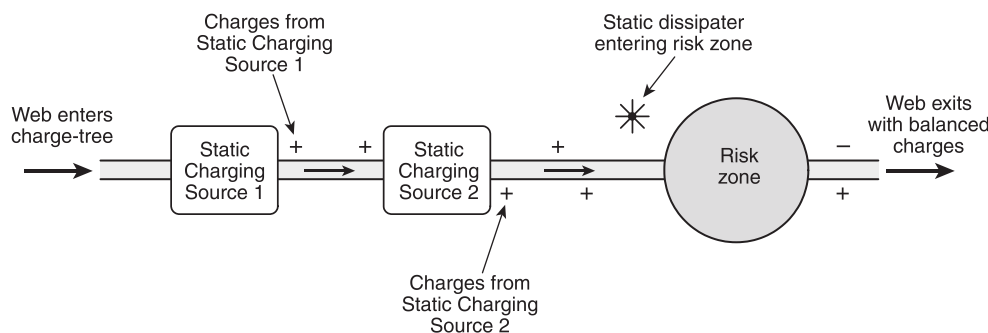 Charges from
Static Charging
Source 1
Static dissipater
entering risk zone
Web enters
charge-tree
Web exits
with balanced
charges
Static
Charging
Source 1
+
+
Static
Charging
Source 2
+
+
+
Risk
zone
−
+
Charges from
Static Charging
Source 2